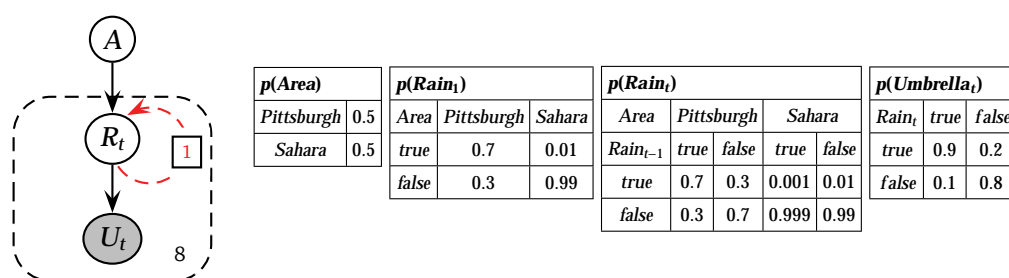 A
R_t
1
U_t
8
p(Area)
Pittsburgh 0.5
Sahara 0.5
p(Rain_1)
Area Pittsburgh Sahara
true 0.7 0.01
false 0.3 0.99
p(Rain_t)
Area Pittsburgh Sahara
Rain_{t−1} true false true false
true 0.7 0.3 0.001 0.01
false 0.3 0.7 0.999 0.99
p(Umbrella_t)
Rain_t true false
true 0.9 0.2
false 0.1 0.8